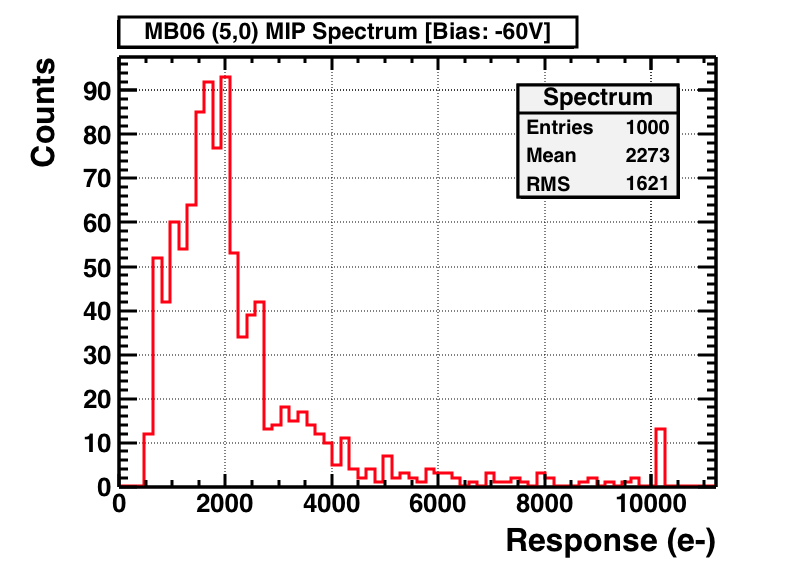 MB06 (5,0) MIP Spectrum [Bias: -60V]
Counts
90
80
70
60
50
40
30
20
10
0
Spectrum
Entries 1000
Mean 2273
RMS 1621
0 2000 4000 6000 8000 10000
Response (e-)